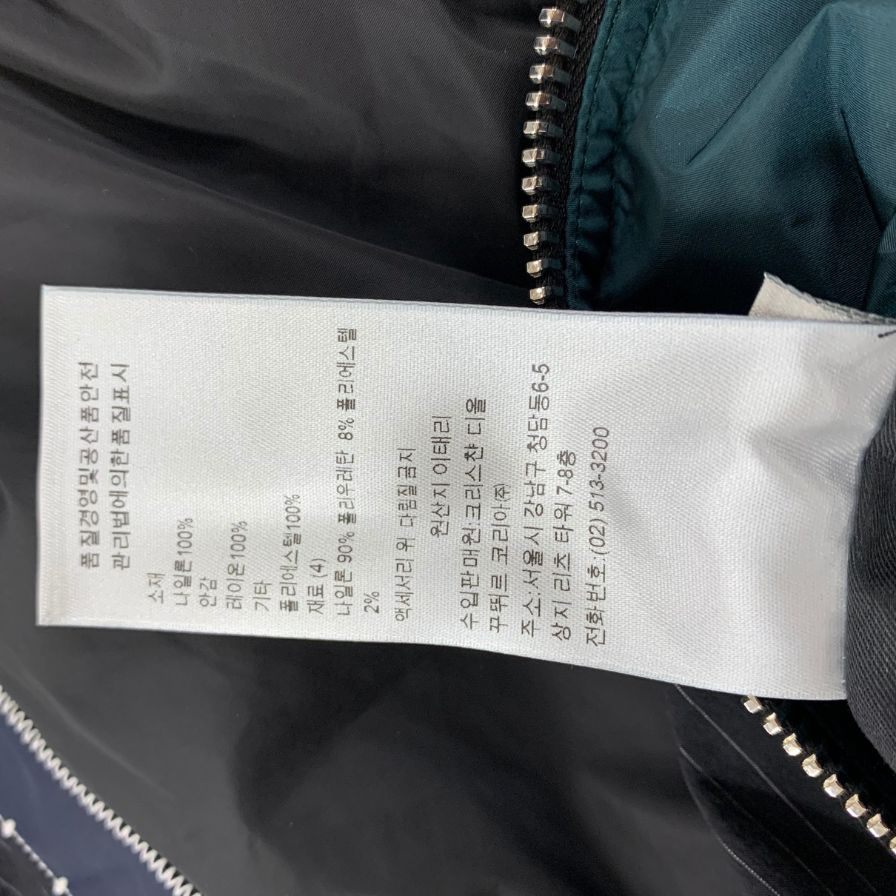 품질경영및공산품안전
관리법에의한품질표시
소재
나일론100%
안감
레이온100%
기타
폴리에스텔100%
재료 (4)
나일론 90% 폴리우레탄 8% 폴리에스텔
2%
액세서리 위 다림질 금지
원산지 이태리
수입판매원:크리스챤 디올
꾸뛰르 코리아(주)
주소:서울시 강남구 청담동6-5
상지 리츠 타워 7-8층
전화번호:(02) 513-3200